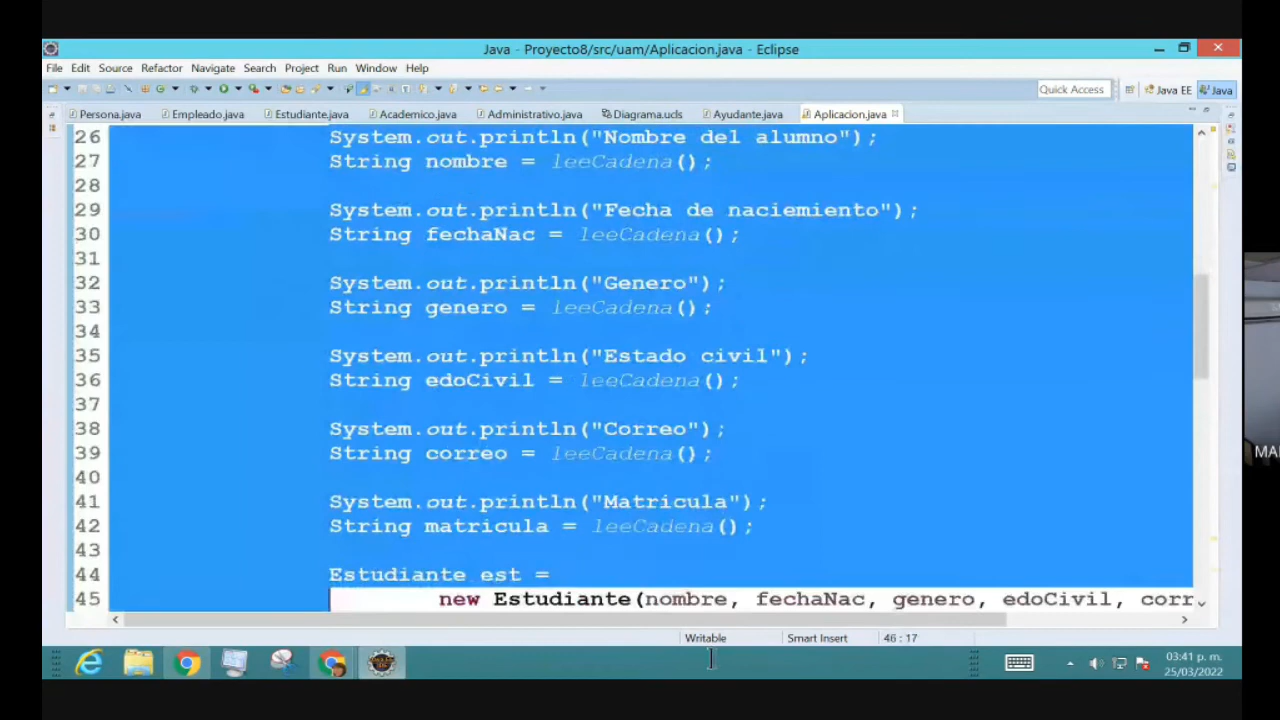 Java - Proyecto8/src/uam/Aplicacion.java - Eclipse
File Edit Source Refactor Navigate Search Project Run Window Help
Quick Access Java EE Java
Persona.java Empleado.java Estudiante.java Academico.java Administrativo.java Diagrama.ucls Ayudante.java Aplicacion.java
26 System.out.println("Nombre del alumno");
27 String nombre = leeCadena();
28
29 System.out.println("Fecha de naciemiento");
30 String fechaNac = leeCadena();
31
32 System.out.println("Genero");
33 String genero = leeCadena();
34
35 System.out.println("Estado civil");
36 String edoCivil = leeCadena();
37
38 System.out.println("Correo");
39 String correo = leeCadena();
40
41 System.out.println("Matricula");
42 String matricula = leeCadena();
43
44 Estudiante est =
45 new Estudiante(nombre, fechaNac, genero, edoCivil, corr
Writable Smart Insert 46 : 17
03:41 p. m.
25/03/2022